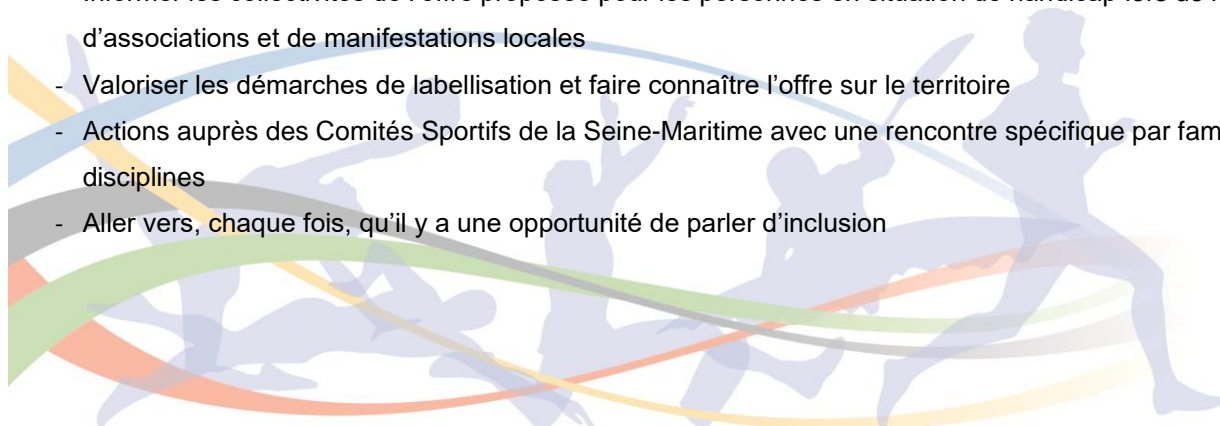 d’associations et de manifestations locales
- Valoriser les démarches de labellisation et faire connaître l’offre sur le territoire
- Actions auprès des Comités Sportifs de la Seine-Maritime avec une rencontre spécifique par
disciplines
- Aller vers, chaque fois, qu’il y a une opportunité de parler d’inclusion